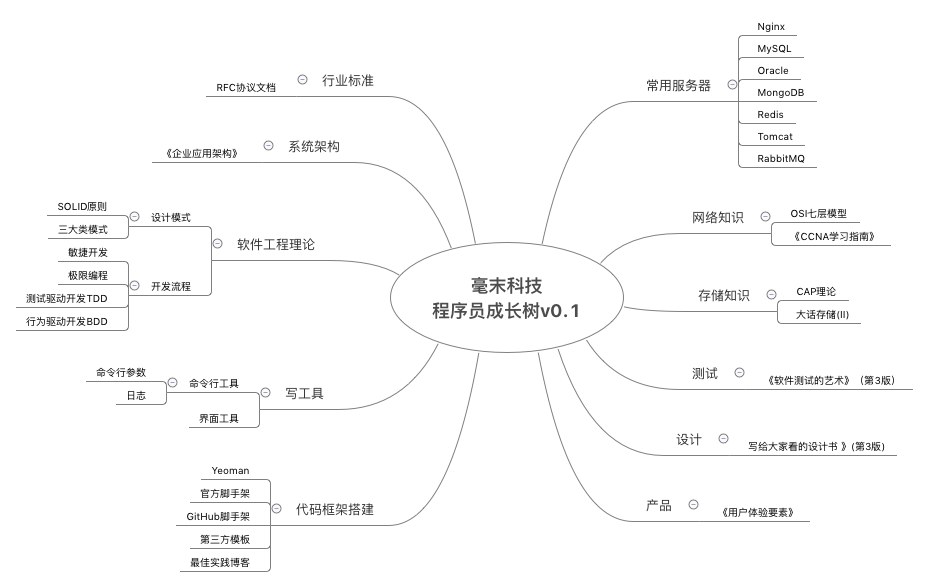 毫末科技
程序员成长树v0.1
行业标准
RFC协议文档
系统架构
《企业应用架构》
软件工程理论
设计模式
SOLID原则
三大类模式
开发流程
敏捷开发
极限编程
测试驱动开发TDD
行为驱动开发BDD
写工具
命令行工具
命令行参数
日志
界面工具
代码框架搭建
Yeoman
官方脚手架
GitHub脚手架
第三方模板
最佳实践博客
常用服务器
Nginx
MySQL
Oracle
MongoDB
Redis
Tomcat
RabbitMQ
网络知识
OSI七层模型
《CCNA学习指南》
存储知识
CAP理论
大话存储(II)
测试
《软件测试的艺术》（第3版）
设计
写给大家看的设计书 》(第3版)
产品
《用户体验要素》